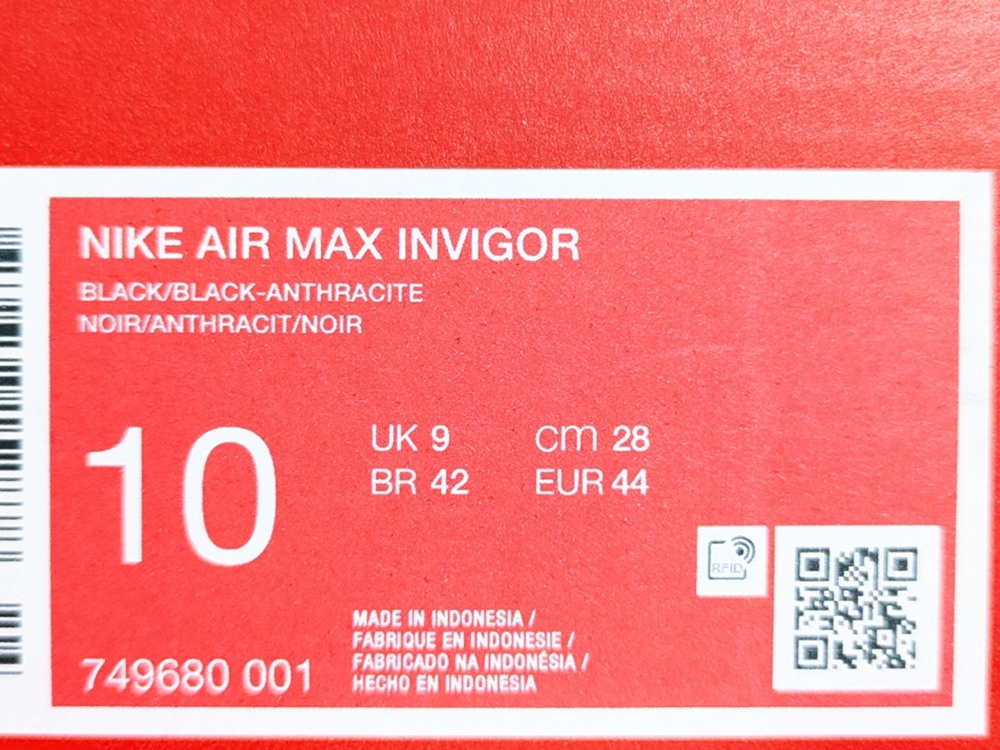 NIKE AIR MAX INVIGOR
BLACK/BLACK-ANTHRACITE
NOIR/ANTHRACIT/NOIR
10
UK 9 cm 28
BR 42 EUR 44
RFID
749680 001
MADE IN INDONESIA /
FABRIQUE EN INDONESIE /
FABRICADO NA INDONÉSIA /
HECHO EN INDONESIA